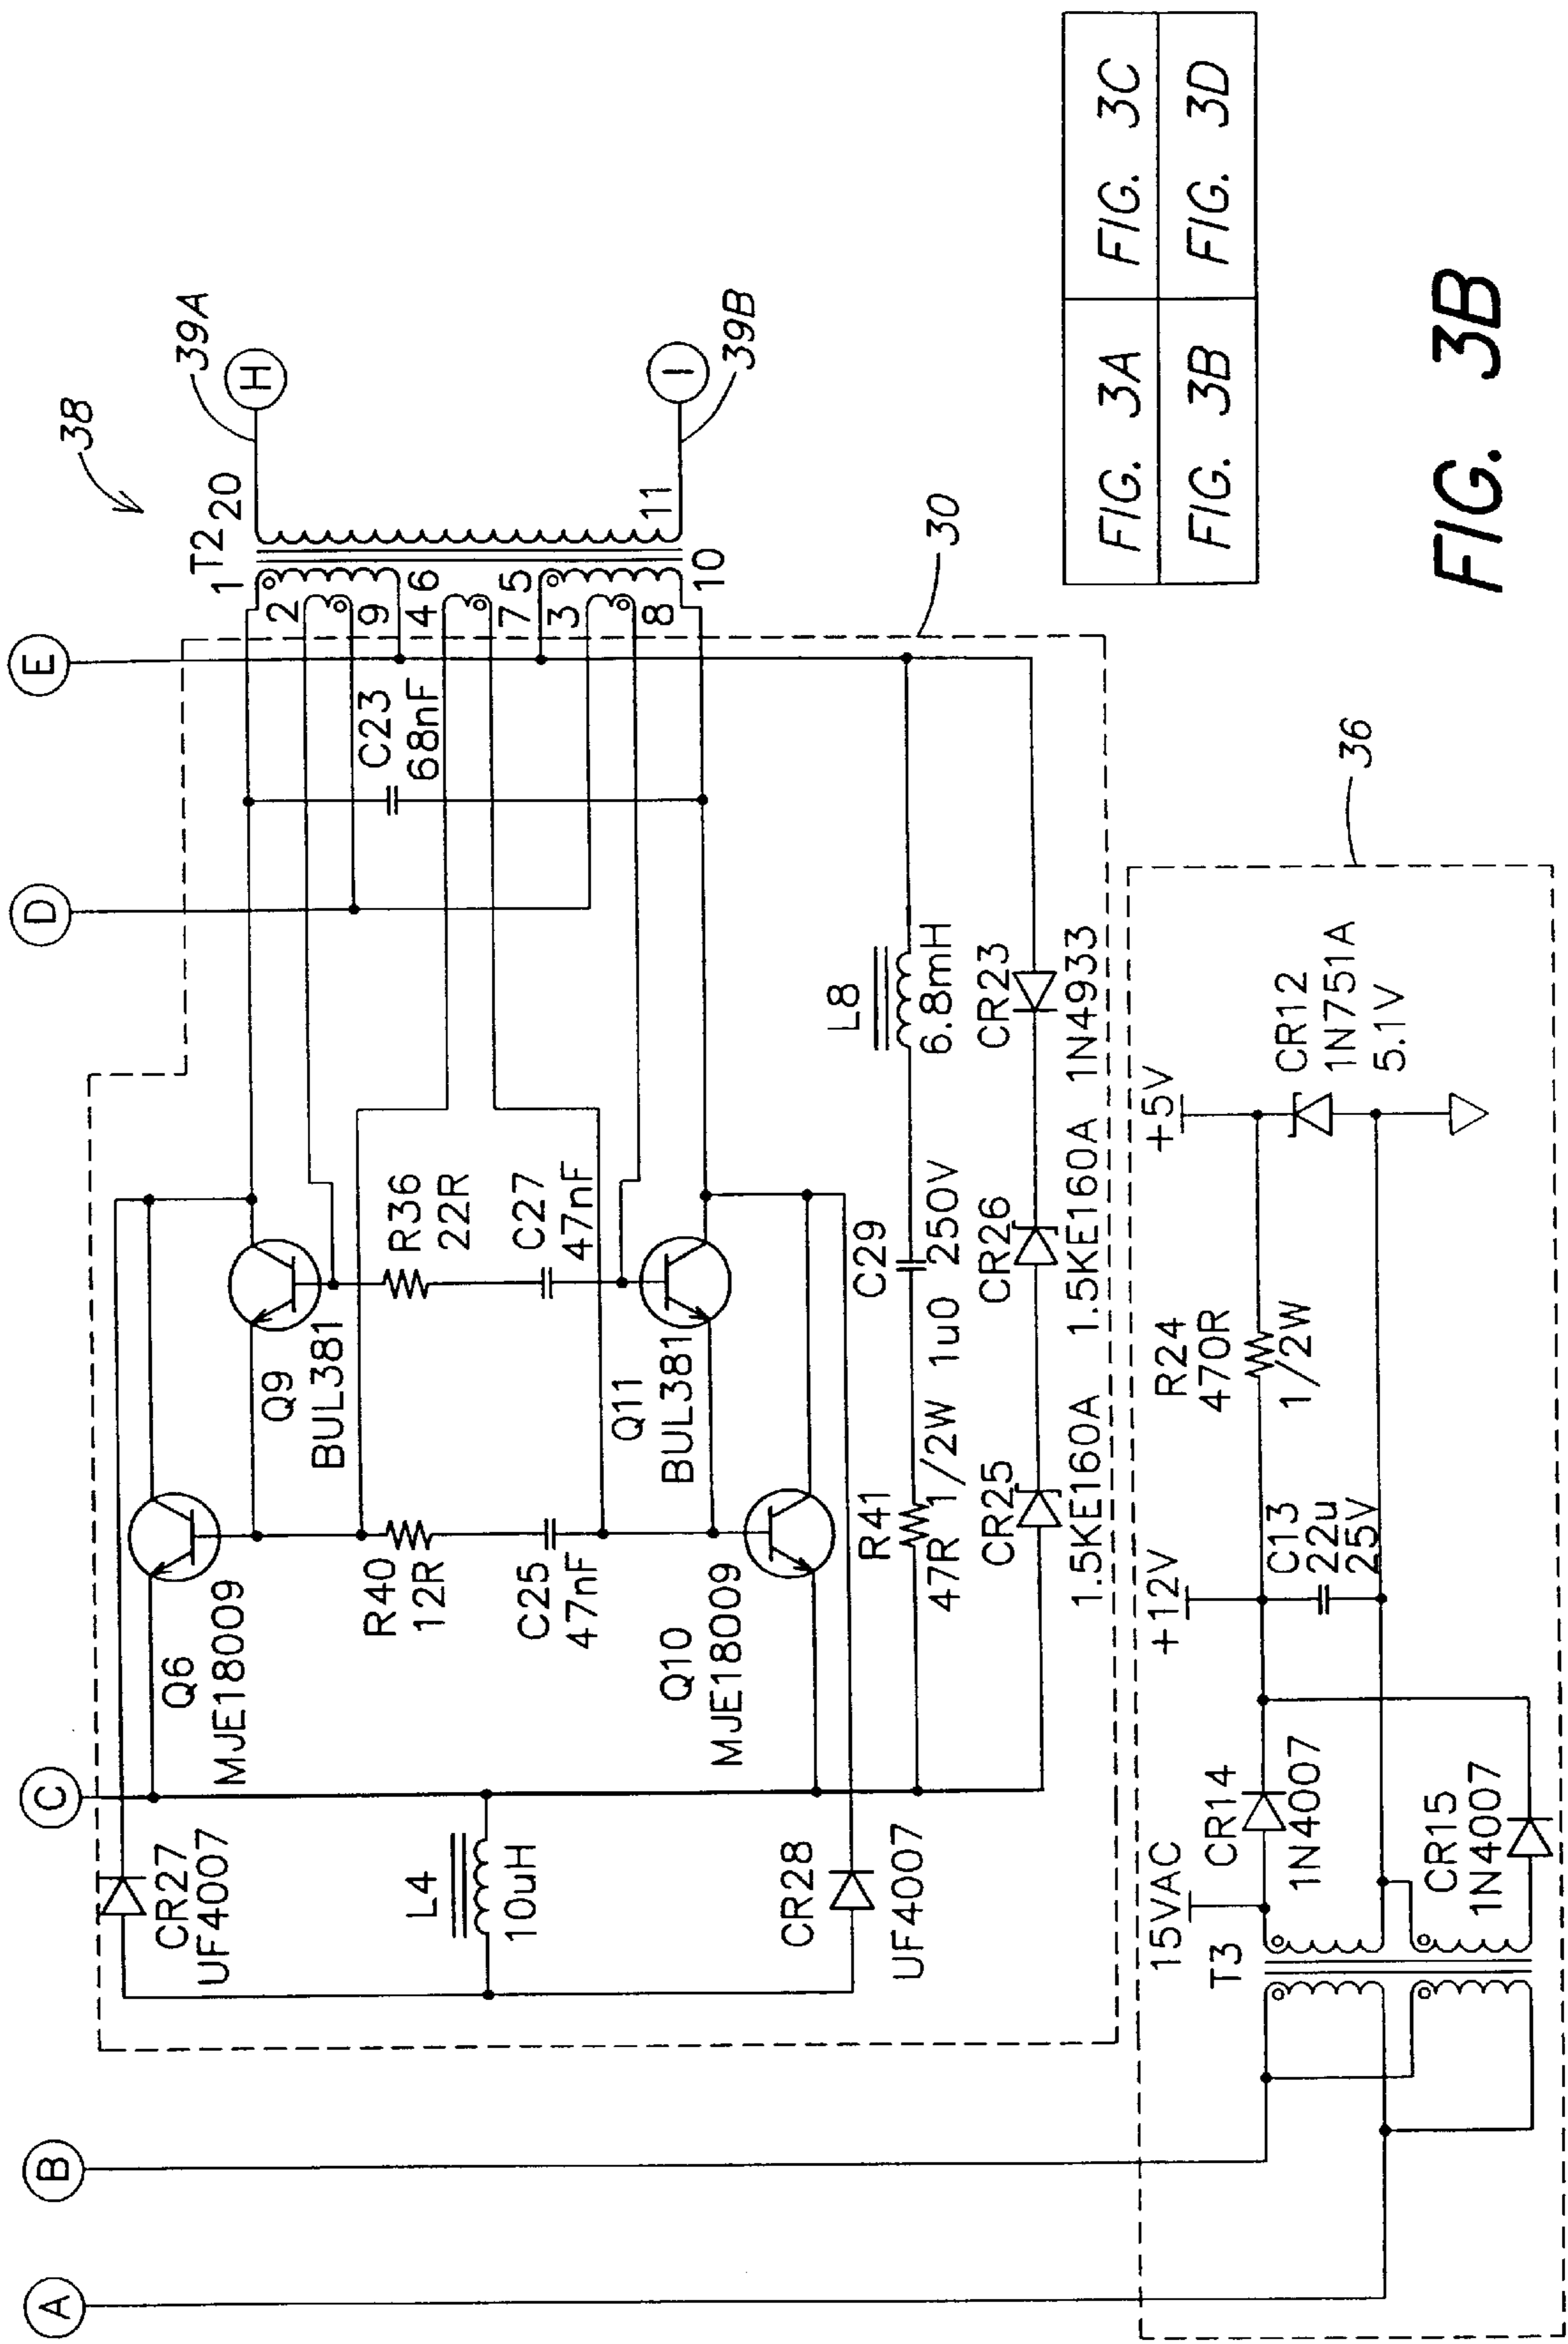 A
B
C
D
E
38
39A
H
T2
20
1
2
9
4 6
7 5
3
8
10
11
39B
I
C23
68nF
CR27
UF4007
Q6
MJE18009
Q9
BUL381
R36
22R
C27
47nF
R40
12R
C25
47nF
Q11
BUL381
Q10
MJE18009
L4
10uH
CR28
UF4007
R41
47R 1/2W
C29
1u0 250V
L8
6.8mH
CR25
1.5KE160A
CR26
1.5KE160A
CR23
1N4933
30
15VAC
T3
CR14
1N4007
CR15
1N4007
+12V
C13
22u
25V
R24
470R
1/2W
+5V
CR12
1N751A
5.1V
36
FIG. 3A
FIG. 3C
FIG. 3B
FIG. 3D
FIG. 3B